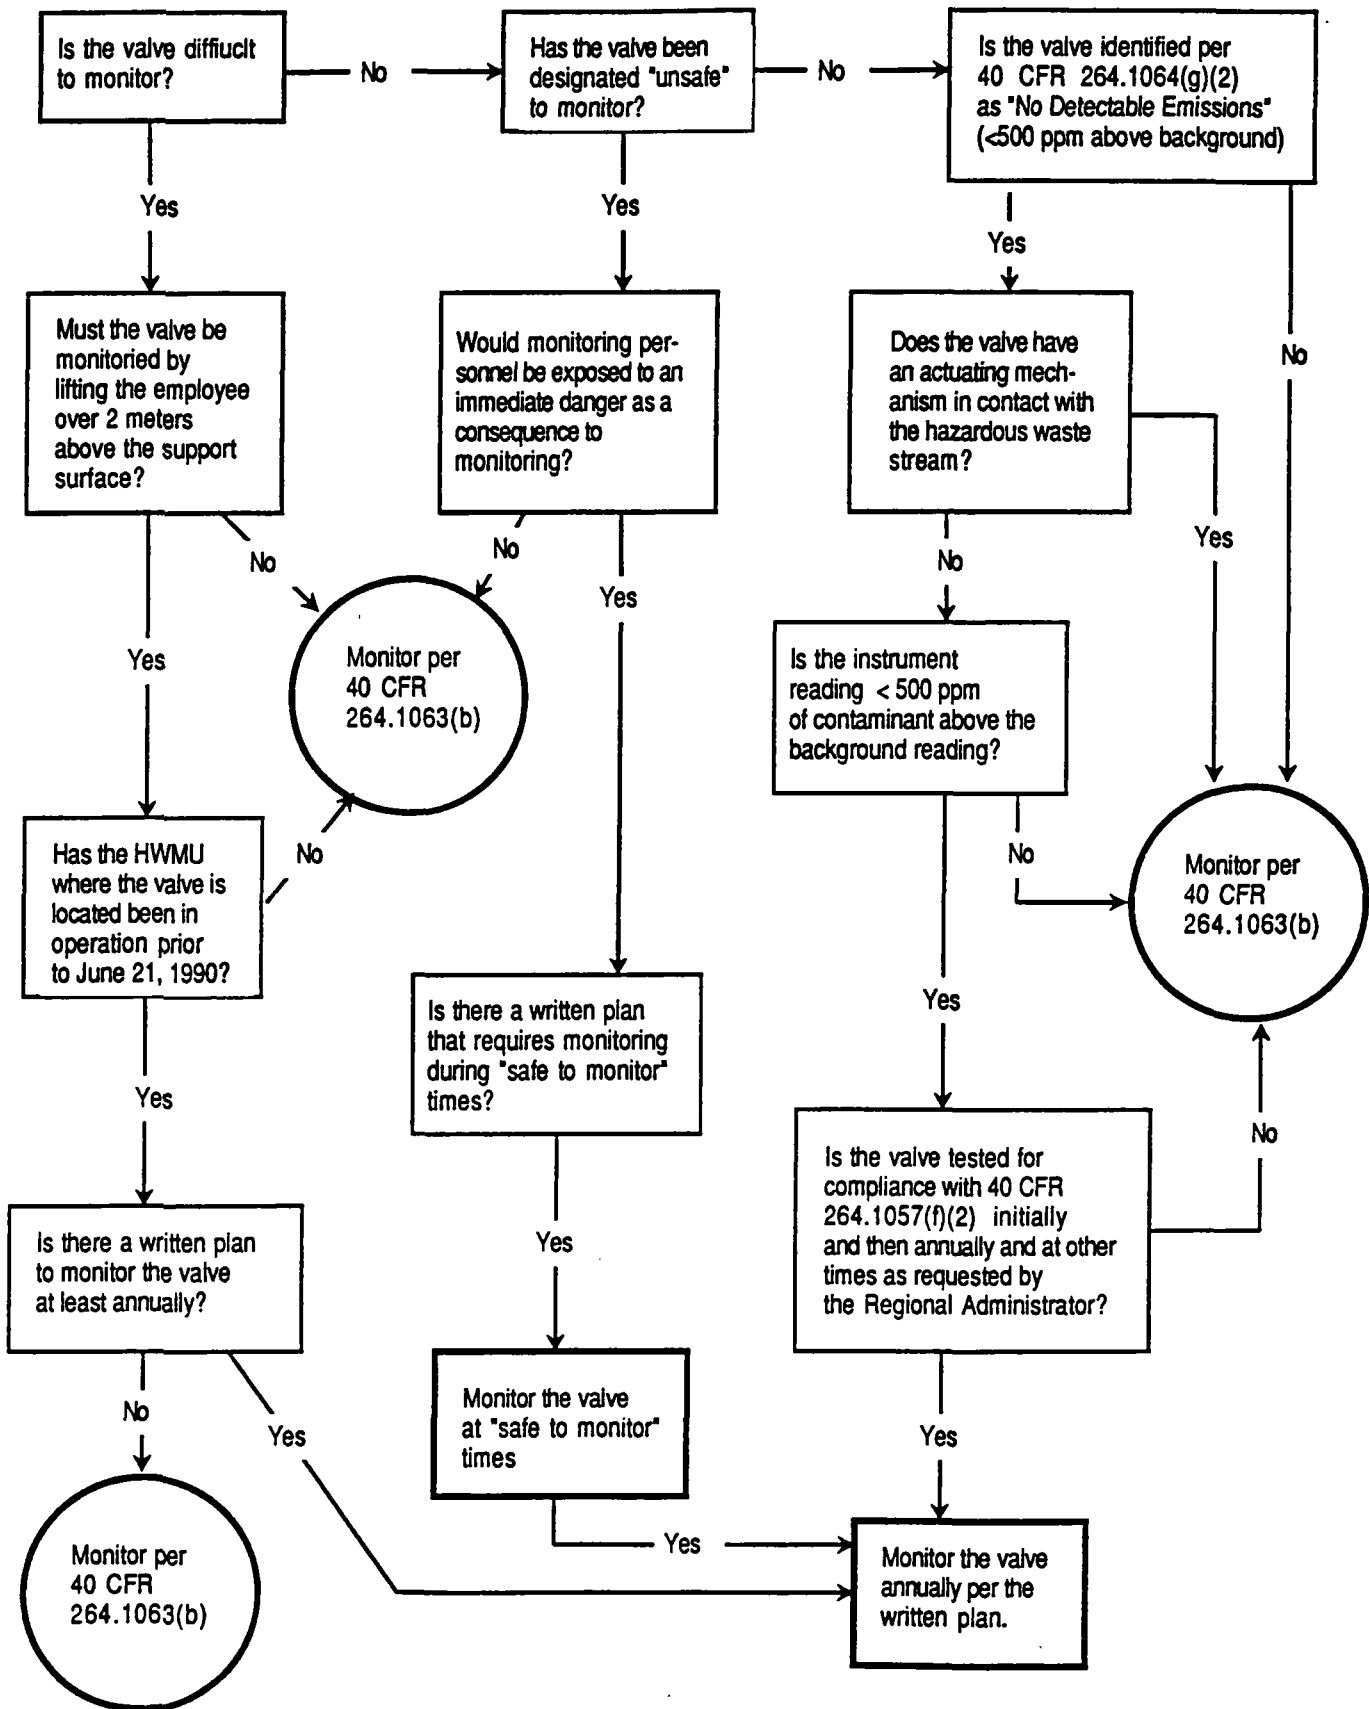 Is the valve diffiuclt
to monitor?
No
Has the valve been
designated "unsafe"
to monitor?
No
Is the valve identified per
40 CFR 264.1064(g)(2)
as "No Detectable Emissions"
(<500 ppm above background)
Yes
Yes
Yes
No
Must the valve be
monitoried by
lifting the employee
over 2 meters
above the support
surface?
Would monitoring per-
sonnel be exposed to an
immediate danger as a
consequence to
monitoring?
Does the valve have
an actuating mech-
anism in contact with
the hazardous waste
stream?
No
No
Yes
No
Yes
Yes
Monitor per
40 CFR
264.1063(b)
Is the instrument
reading < 500 ppm
of contaminant above the
background reading?
No
Has the HWMU
where the valve is
located been in
operation prior
to June 21, 1990?
No
Monitor per
40 CFR
264.1063(b)
Yes
Is there a written plan
that requires monitoring
during "safe to monitor"
times?
Yes
Is the valve tested for
compliance with 40 CFR
264.1057(f)(2) initially
and then annually and at other
times as requested by
the Regional Administrator?
No
Is there a written plan
to monitor the valve
at least annually?
Yes
No
Yes
Monitor the valve
at "safe to monitor"
times
Yes
Yes
Monitor per
40 CFR
264.1063(b)
Monitor the valve
annually per the
written plan.